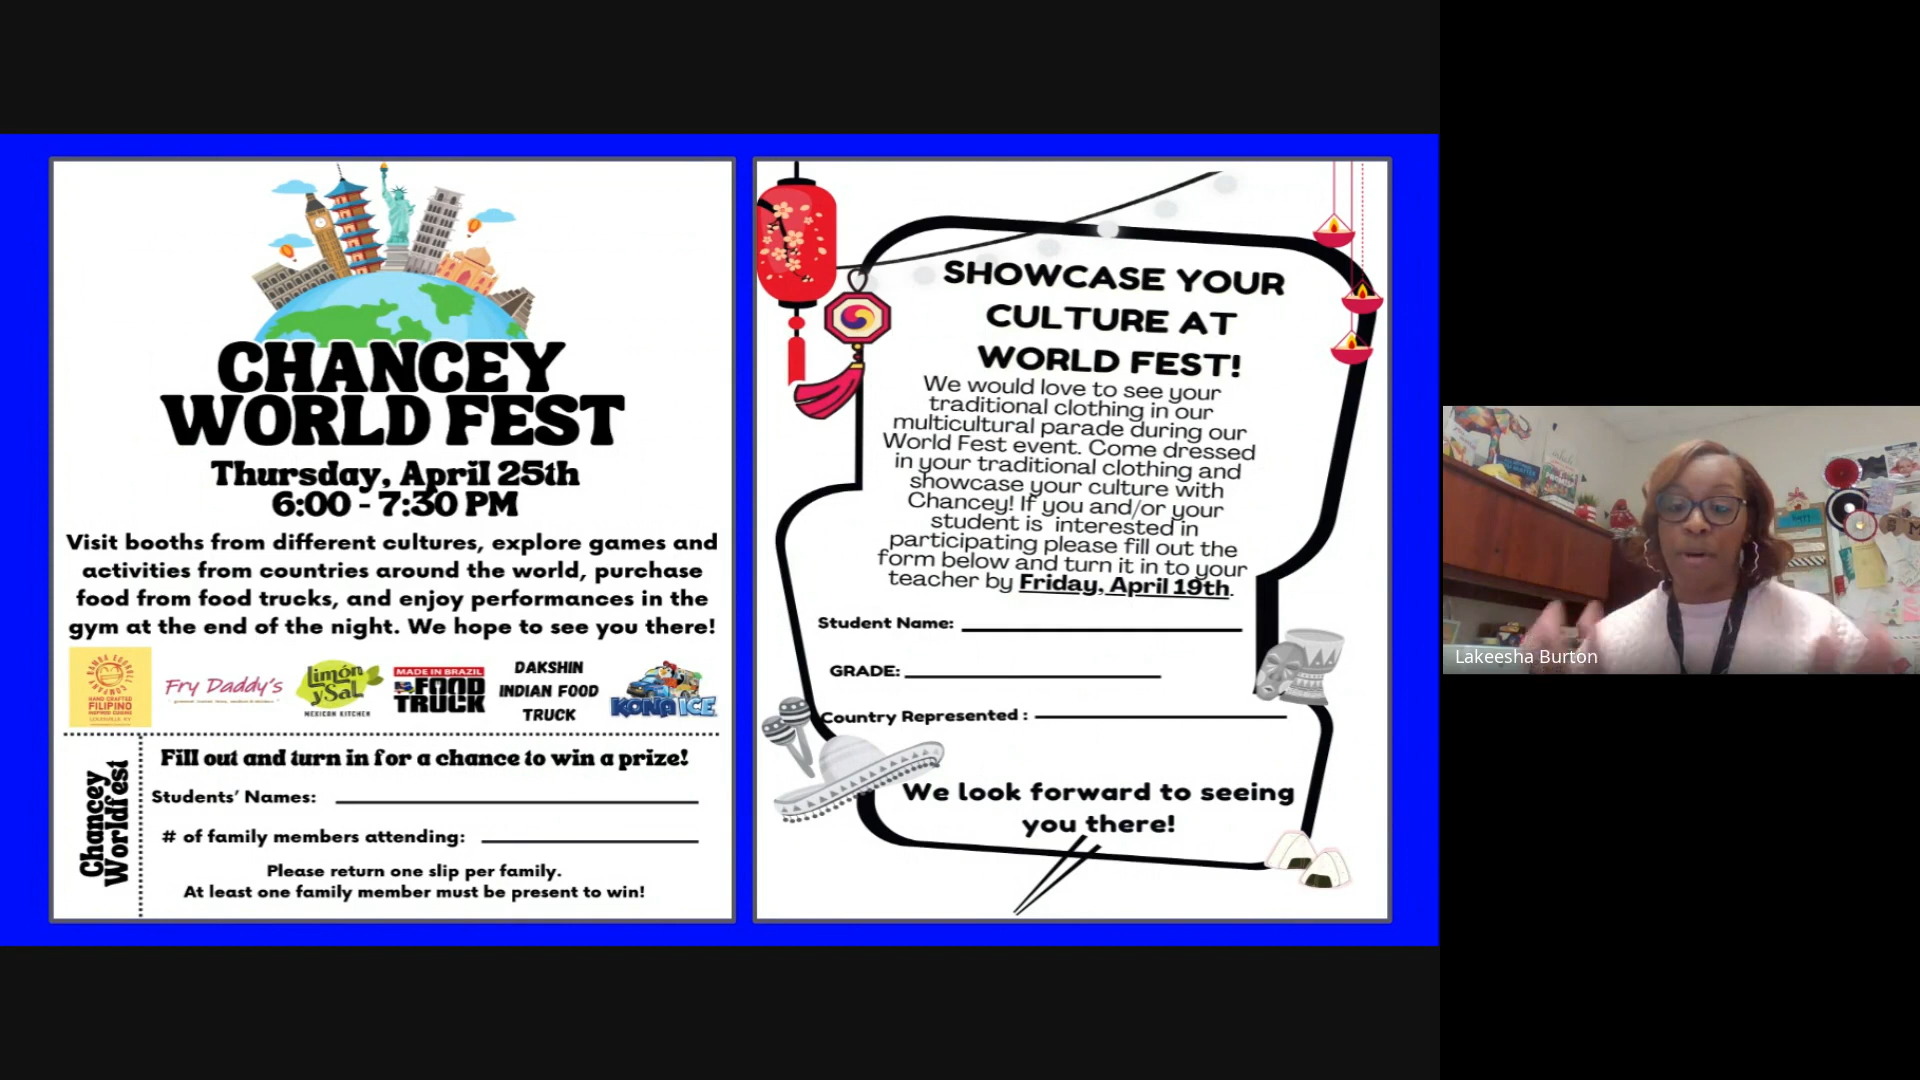 CHANCEY
WORLD FEST
Thursday, April 25th
6:00 - 7:30 PM
Visit booths from different cultures, explore games and
activities from countries around the world, purchase
food from food trucks, and enjoy performances in the
gym at the end of the night. We hope to see you there!
HAND CRAFTED
FILIPINO
LOUISVILLE, KY
Fry Daddy's
Limón
y Sal
MEXICAN KITCHEN
MADE IN BRAZIL
FOOD
TRUCK
DAKSHIN
INDIAN FOOD
TRUCK
KONA ICE
Chancey
Worldfest
Fill out and turn in for a chance to win a prize!
Students' Names:
# of family members attending:
Please return one slip per family.
At least one family member must be present to win!
SHOWCASE YOUR
CULTURE AT
WORLD FEST!
We would love to see your
traditional clothing in our
multicultural parade during our
World Fest event. Come dressed
in your traditional clothing and
showcase your culture with
Chancey! If you and/or your
student is interested in
participating please fill out the
form below and turn it in to your
teacher by Friday, April 19th.
Student Name:
GRADE:
Country Represented :
We look forward to seeing
you there!
Lakeesha Burton